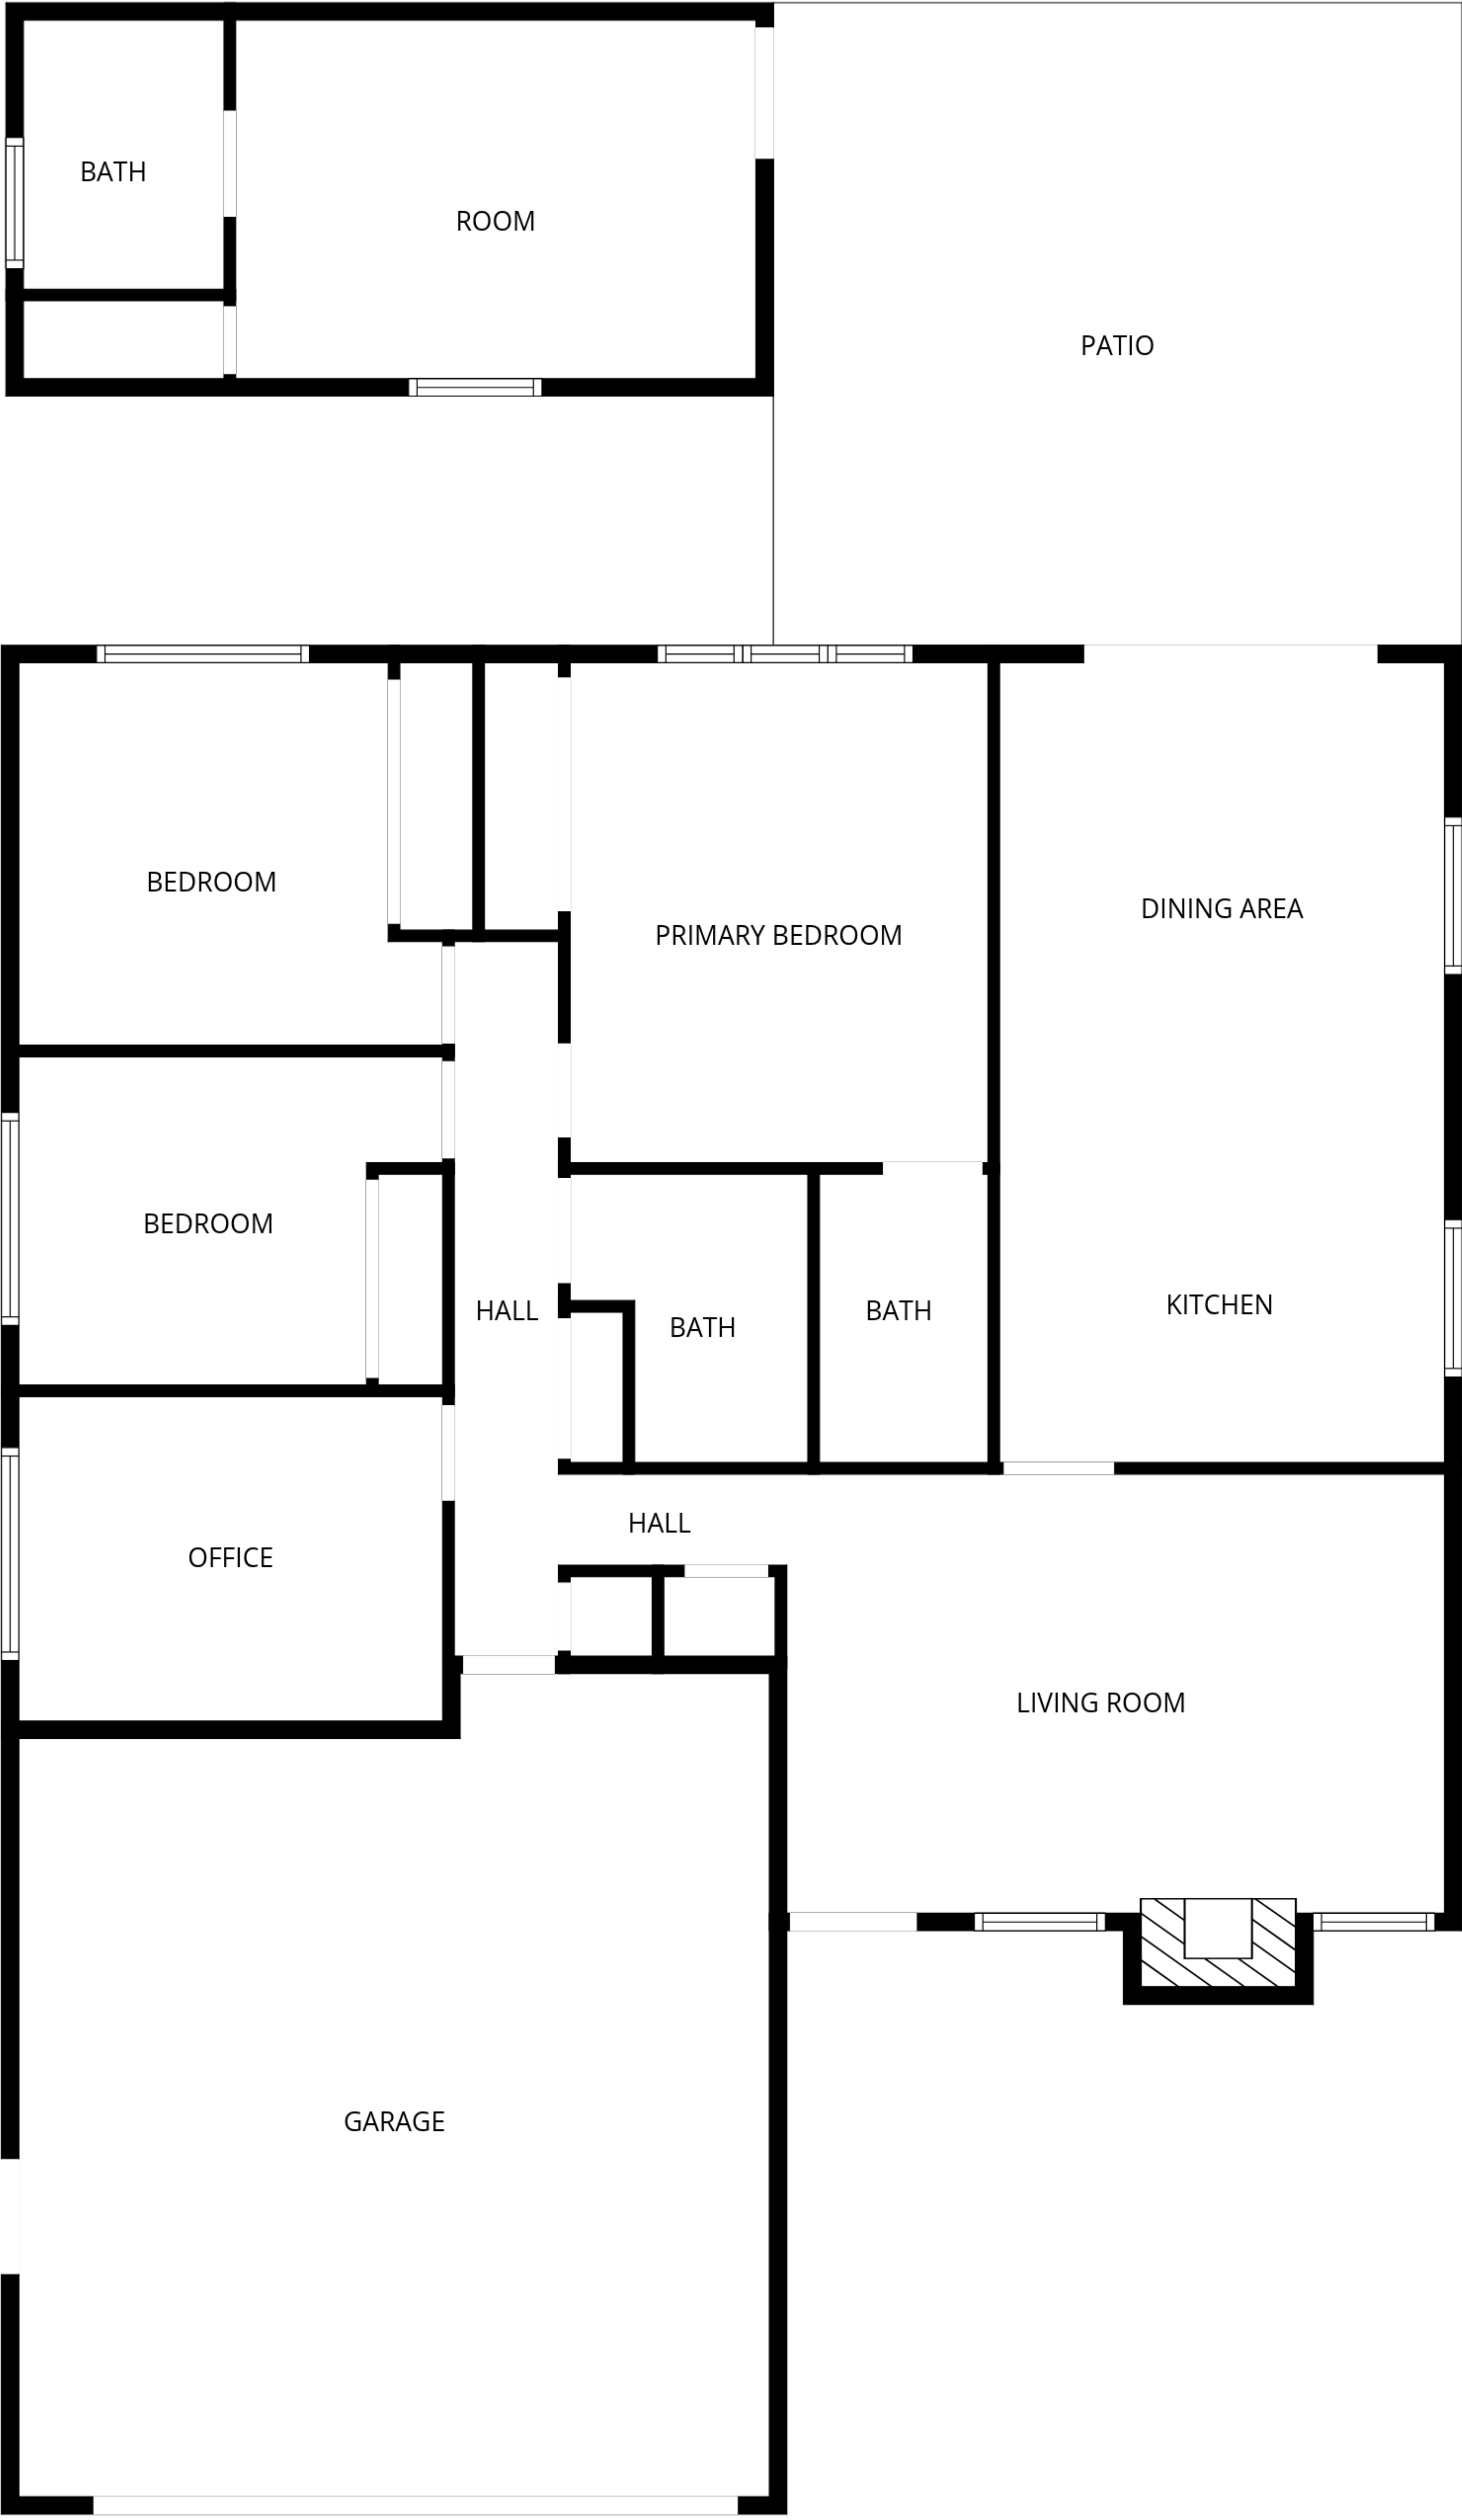 BATH
ROOM
PATIO
BEDROOM
DINING AREA
PRIMARY BEDROOM
BEDROOM
KITCHEN
HALL
BATH
BATH
HALL
OFFICE
LIVING ROOM
GARAGE